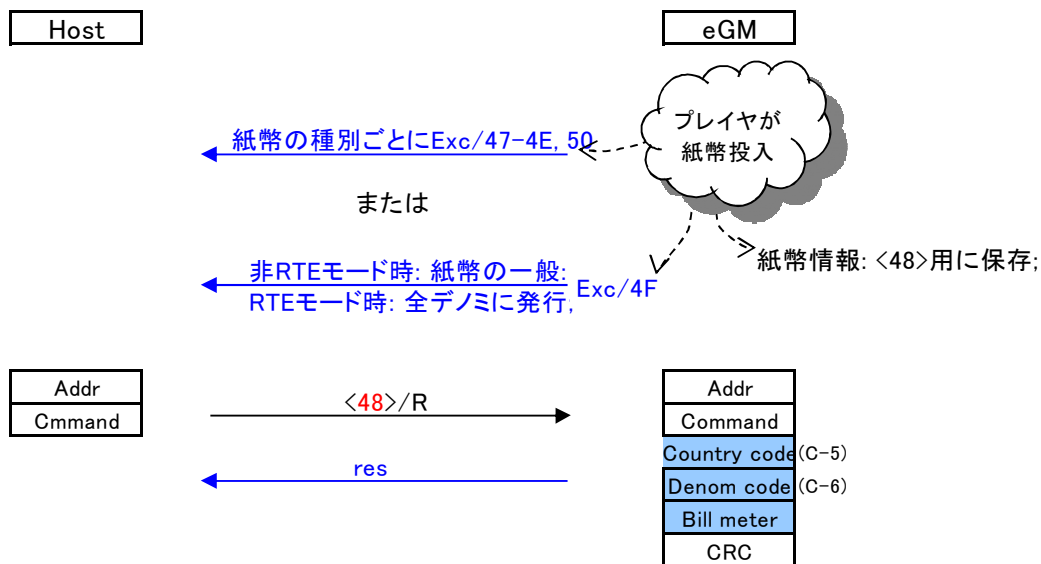 Host
eGM
プレイヤが
紙幣投入
紙幣の種別ごとにExc/47-4E, 50
または
紙幣情報: <48>用に保存;
非RTEモード時: 紙幣の一般:
RTEモード時: 全デノミに発行,
Exc/4F
Addr
Cmmand
<48>/R
res
Addr
Command
Country code (C-5)
Denom code (C-6)
Bill meter
CRC